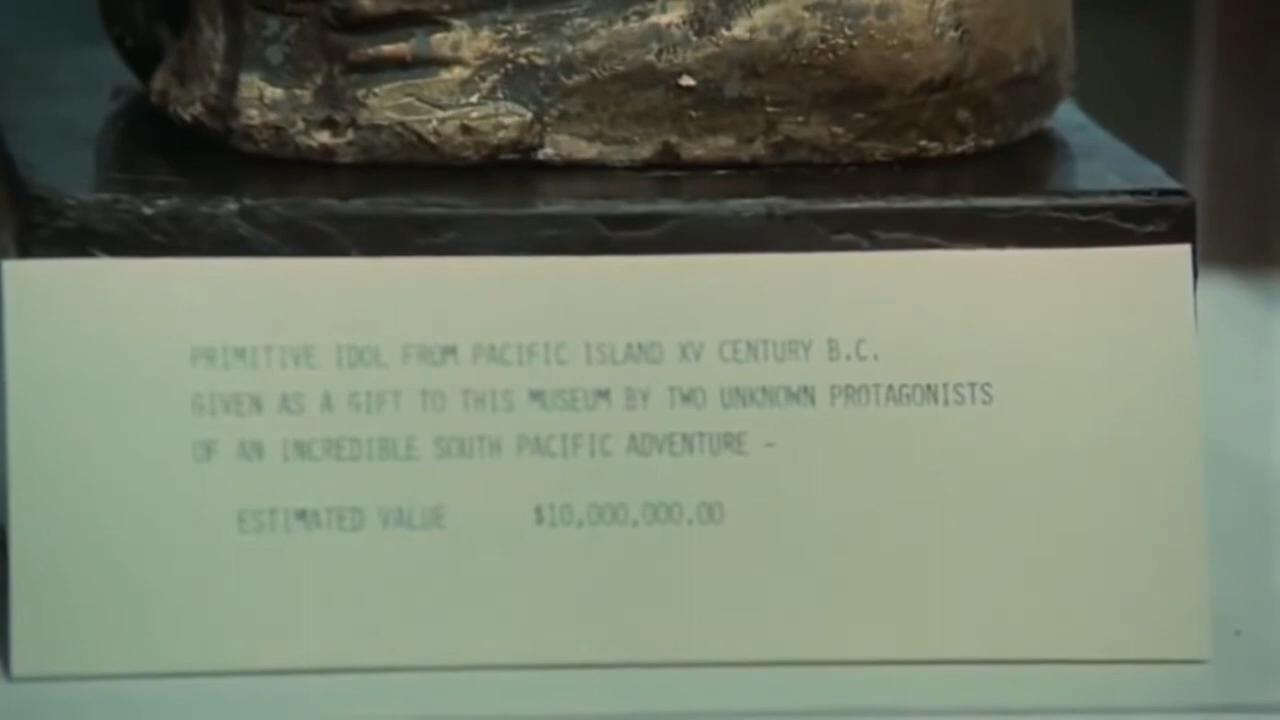 PRIMITIVE IDOL FROM PACIFIC ISLAND XV CENTURY B.C.
GIVEN AS A GIFT TO THIS MUSEUM BY TWO UNKNOWN PROTAGONISTS
OF AN INCREDIBLE SOUTH PACIFIC ADVENTURE -
ESTIMATED VALUE $10,000,000.00